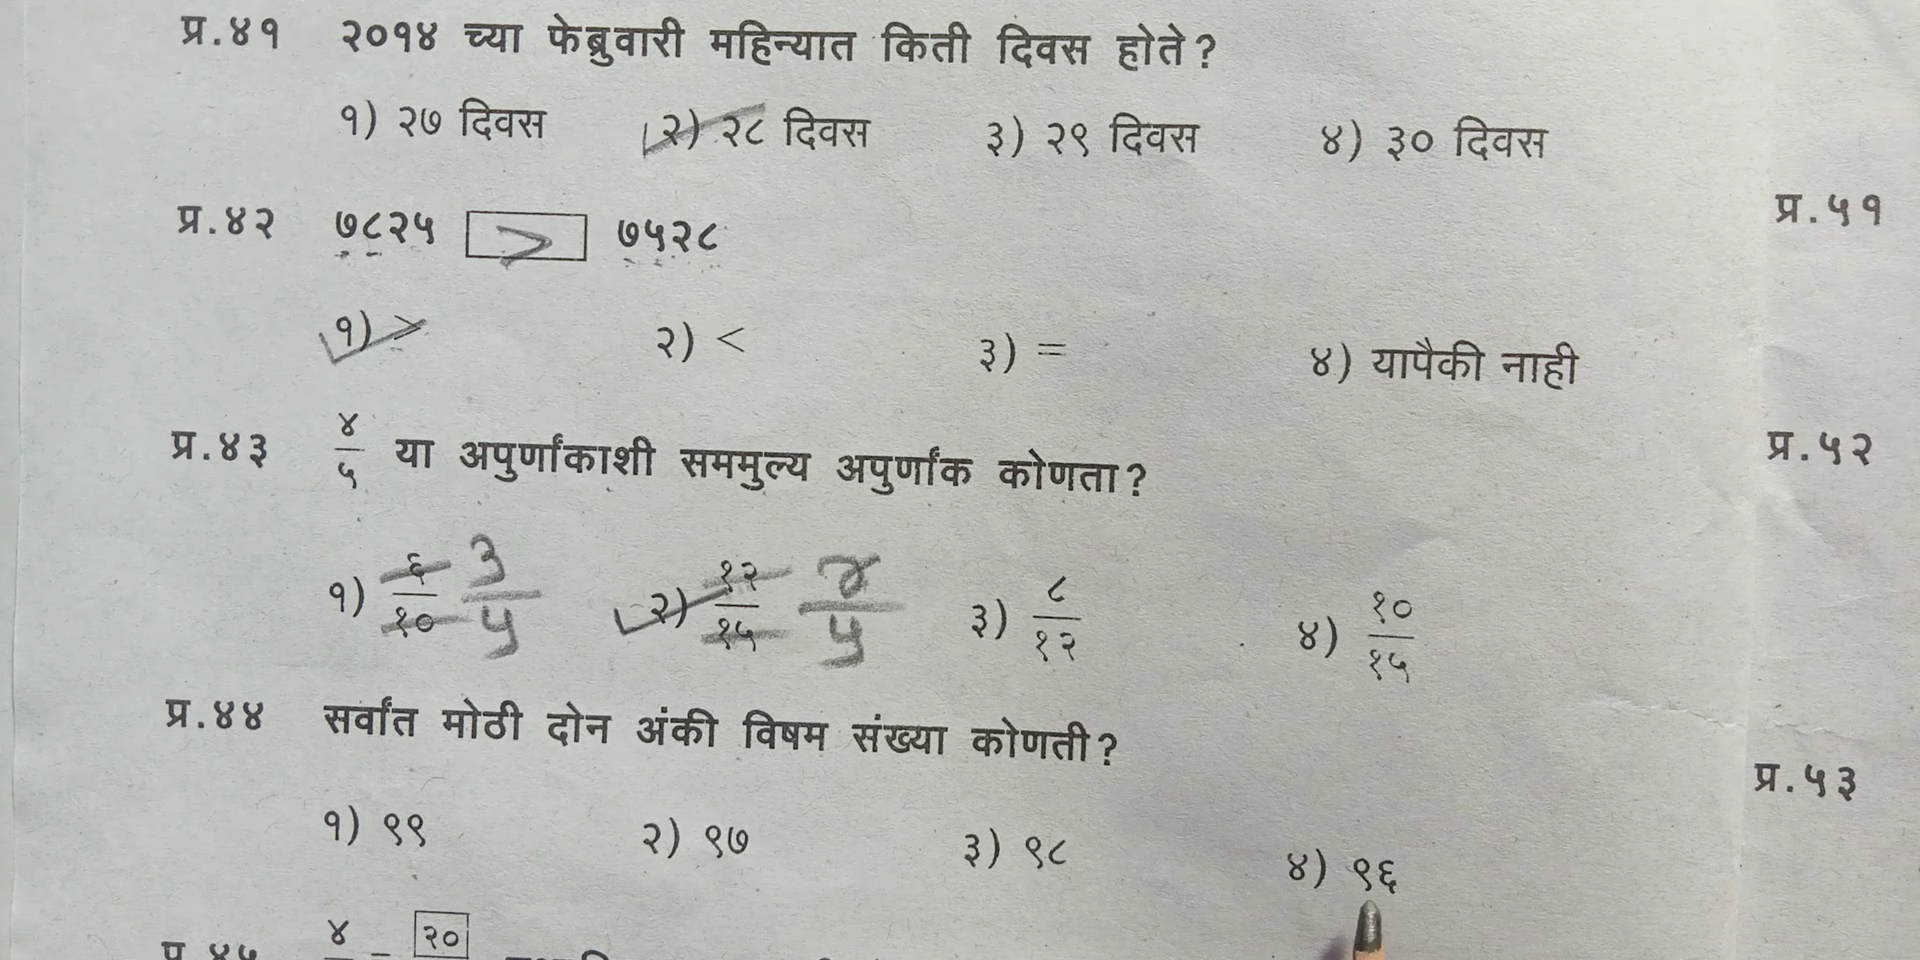 प्र.४१ २०१४ च्या फेब्रुवारी महिन्यात किती दिवस होते?
१) २७ दिवस २) २८ दिवस ३) २९ दिवस ४) ३० दिवस
प्र.४२ ७८२५ > ७५२८
१) > २) < ३) = ४) यापैकी नाही
प्र.४३ ४/५ या अपुर्णांकाशी सममुल्य अपुर्णांक कोणता?
१) ६/१० ३/५ २) १२/१५ ४/५ ३) ८/१२ ४) १०/१५
प्र.४४ सर्वांत मोठी दोन अंकी विषम संख्या कोणती?
१) ९९ २) ९७ ३) ९८ ४) ९६
४ २०
प्र.५१
प्र.५२
प्र.५३